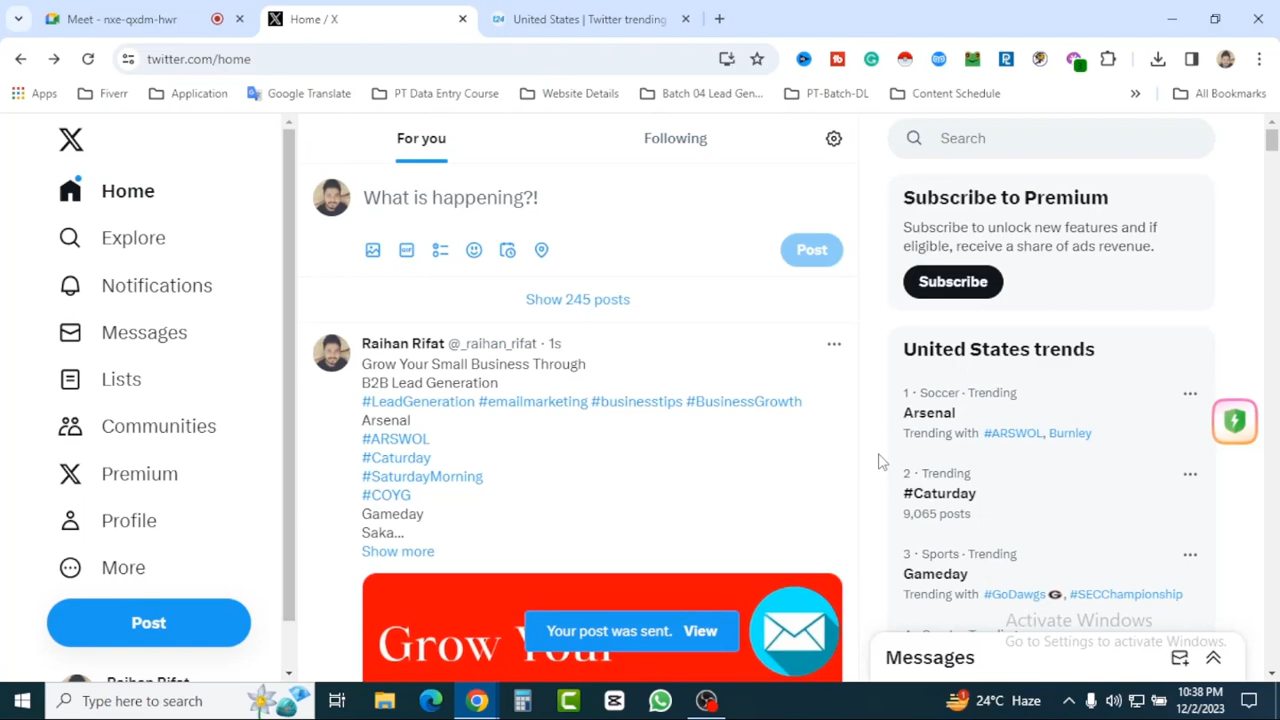 Meet - nxe-qxdm-hwr
Home / X
United States | Twitter trending
twitter.com/home
Apps
Fiverr
Application
Google Translate
PT Data Entry Course
Website Details
Batch 04 Lead Gen...
PT-Batch-DL
Content Schedule
All Bookmarks
Home
Explore
Notifications
Messages
Lists
Communities
Premium
Profile
More
Post
For you
Following
What is happening?!
GIF
Post
Show 245 posts
Raihan Rifat @_raihan_rifat · 1s
Grow Your Small Business Through
B2B Lead Generation
#LeadGeneration #emailmarketing #businesstips #BusinessGrowth
Arsenal
#ARSWOL
#Caturday
#SaturdayMorning
#COYG
Gameday
Saka...
Show more
Grow Your
Your post was sent. View
Search
Subscribe to Premium
Subscribe to unlock new features and if
eligible, receive a share of ads revenue.
Subscribe
United States trends
1 · Soccer · Trending
Arsenal
Trending with #ARSWOL, Burnley
2 · Trending
#Caturday
9,065 posts
3 · Sports · Trending
Gameday
Trending with #GoDawgs, #SECChampionship
Activate Windows
Go to Settings to activate Windows.
Messages
Type here to search
24°C Haze
10:38 PM
12/2/2023